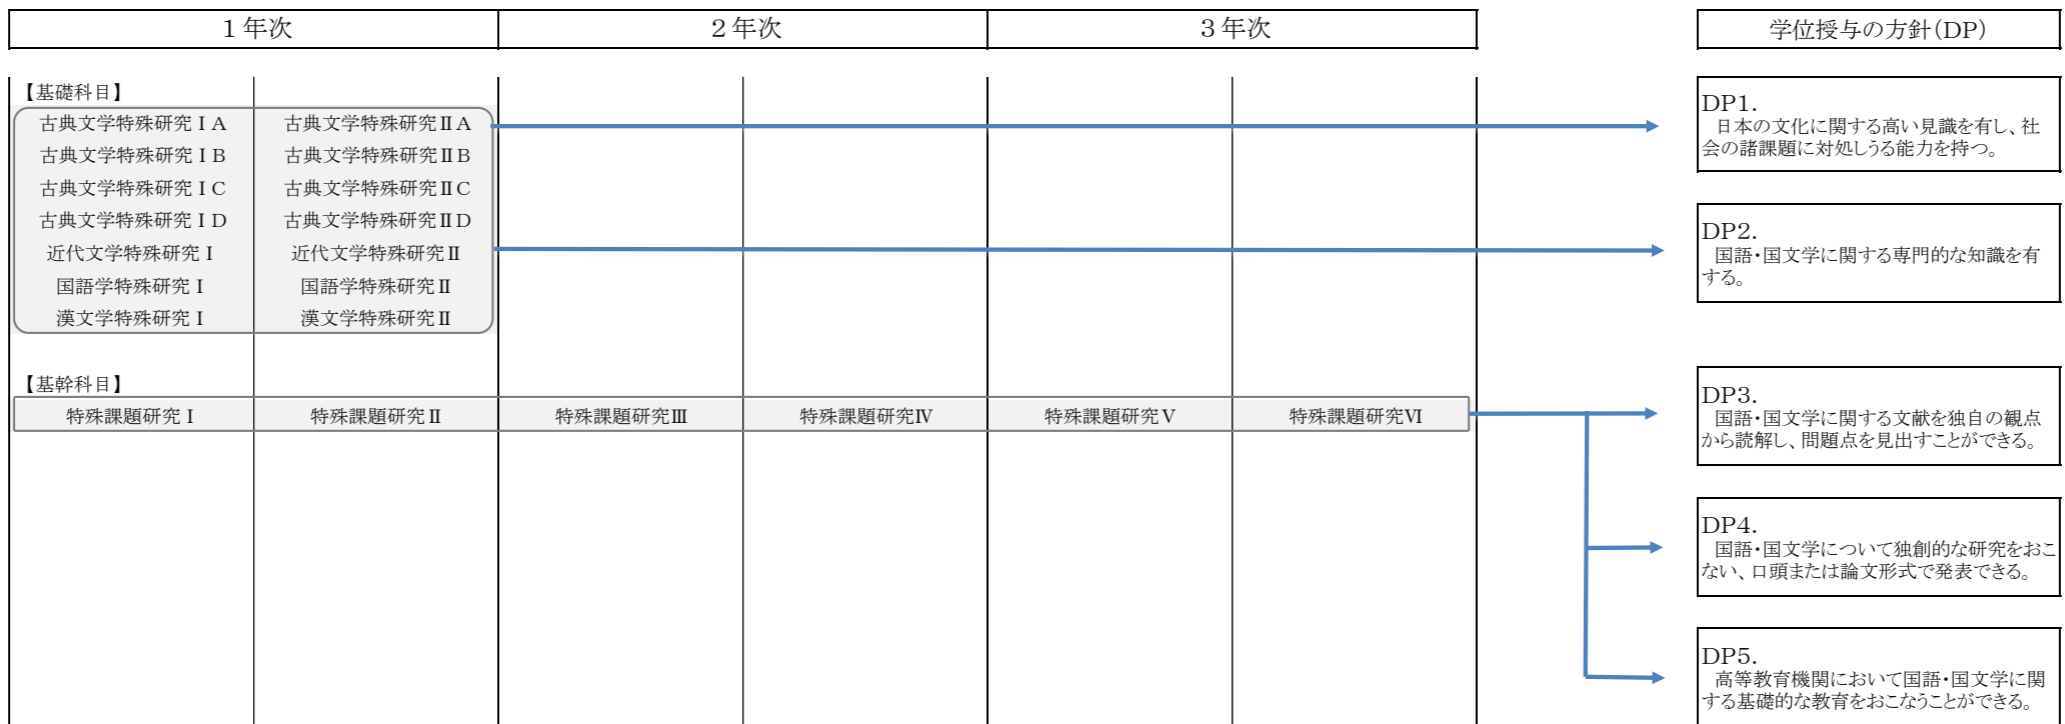 1年次 2年次 3年次 学位授与の方針(DP)
【基礎科目】
古典文学特殊研究ⅠA 古典文学特殊研究ⅡA
古典文学特殊研究ⅠB 古典文学特殊研究ⅡB
古典文学特殊研究ⅠC 古典文学特殊研究ⅡC
古典文学特殊研究ⅠD 古典文学特殊研究ⅡD
近代文学特殊研究Ⅰ 近代文学特殊研究Ⅱ
国語学特殊研究Ⅰ 国語学特殊研究Ⅱ
漢文学特殊研究Ⅰ 漢文学特殊研究Ⅱ
【基幹科目】
特殊課題研究Ⅰ 特殊課題研究Ⅱ 特殊課題研究Ⅲ 特殊課題研究Ⅳ 特殊課題研究Ⅴ 特殊課題研究Ⅵ
DP1.
日本の文化に関する高い見識を有し、社
会の諸課題に対処しうる能力を持つ。
DP2.
国語・国文学に関する専門的な知識を有
する。
DP3.
国語・国文学に関する文献を独自の観点
から読解し、問題点を見出すことができる。
DP4.
国語・国文学について独創的な研究をおこ
ない、口頭または論文形式で発表できる。
DP5.
高等教育機関において国語・国文学に関
する基礎的な教育をおこなうことができる。